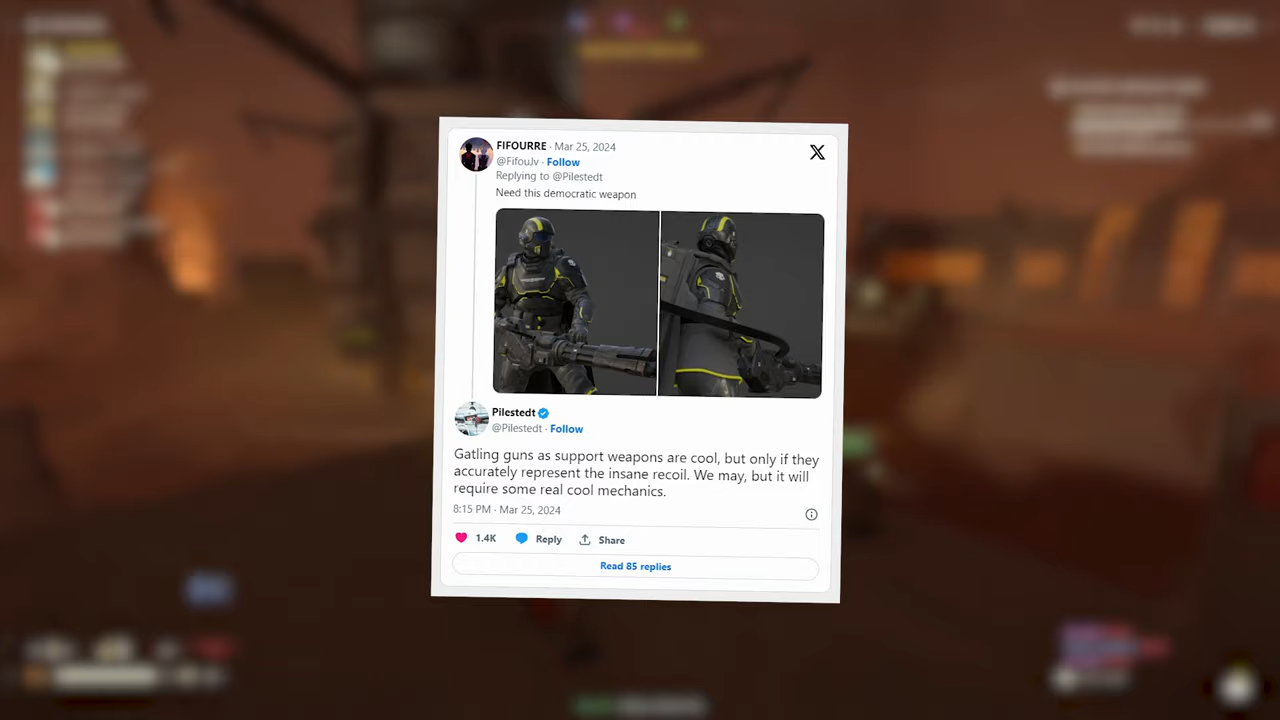 FIFOURRE · Mar 25, 2024
@FifouJv · Follow
Replying to @Pilestedt
Need this democratic weapon
Pilestedt
@Pilestedt · Follow
Gatling guns as support weapons are cool, but only if they
accurately represent the insane recoil. We may, but it will
require some real cool mechanics.
8:15 PM · Mar 25, 2024
1.4K Reply Share
Read 85 replies